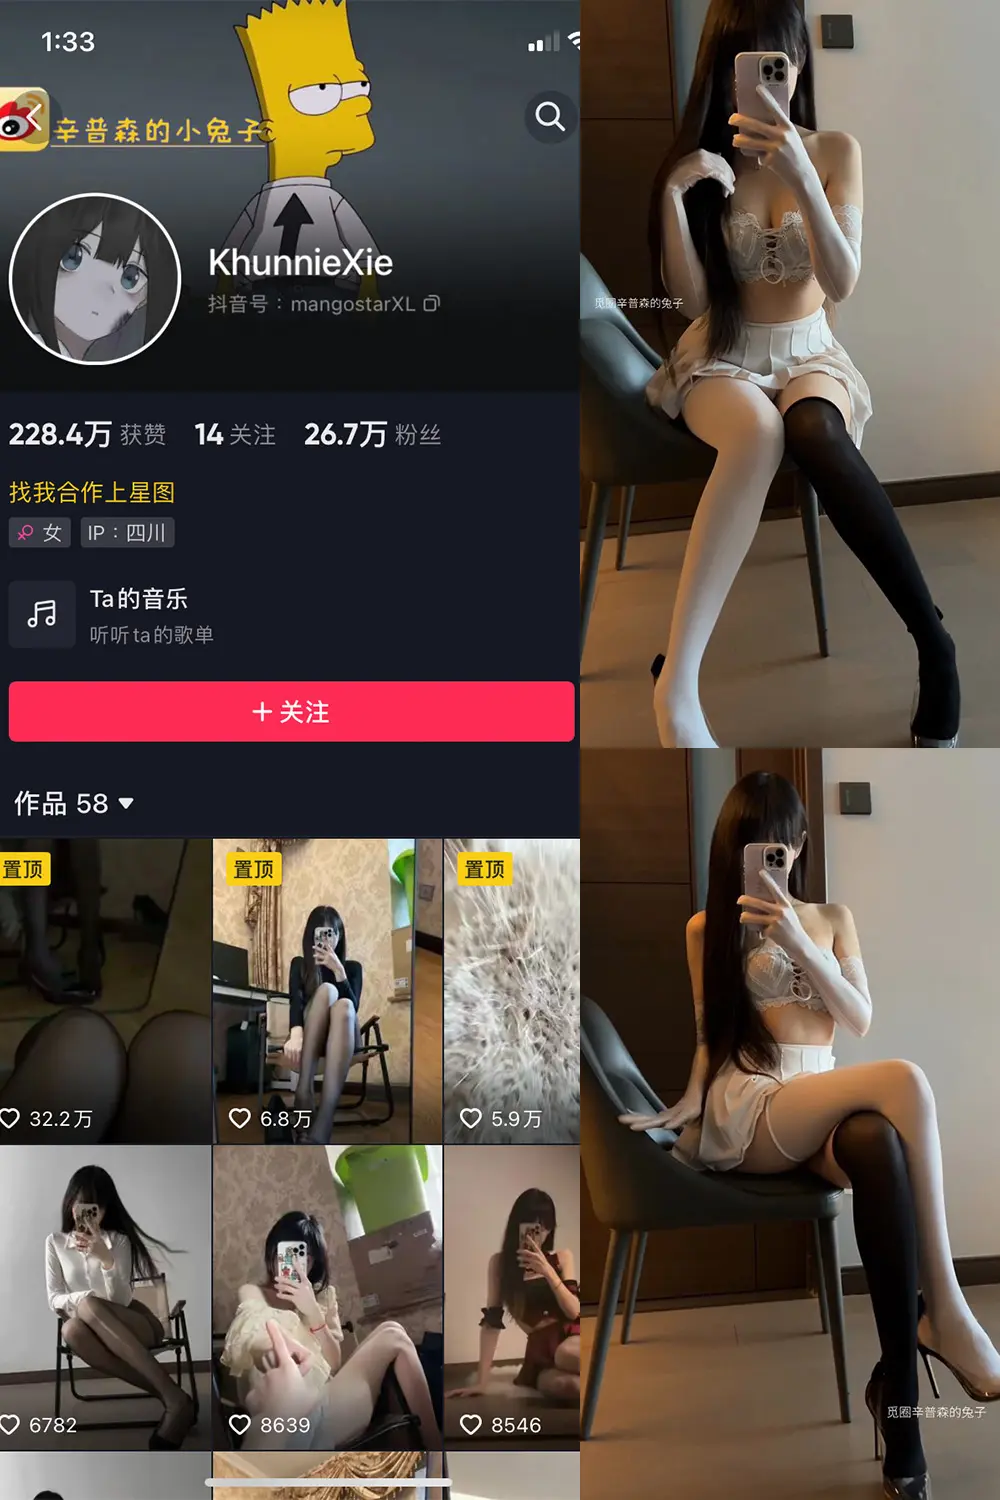 1:33
辛普森的小兔子
KhunnieXie
抖音号：mangostarXL
228.4万 获赞 14 关注 26.7万 粉丝
找我合作上星图
女 IP：四川
Ta的音乐
听听ta的歌单
+ 关注
作品 58
置顶 置顶 置顶
32.2万 6.8万 5.9万
6782 8639 8546
觅圈辛普森的兔子
觅圈辛普森的兔子